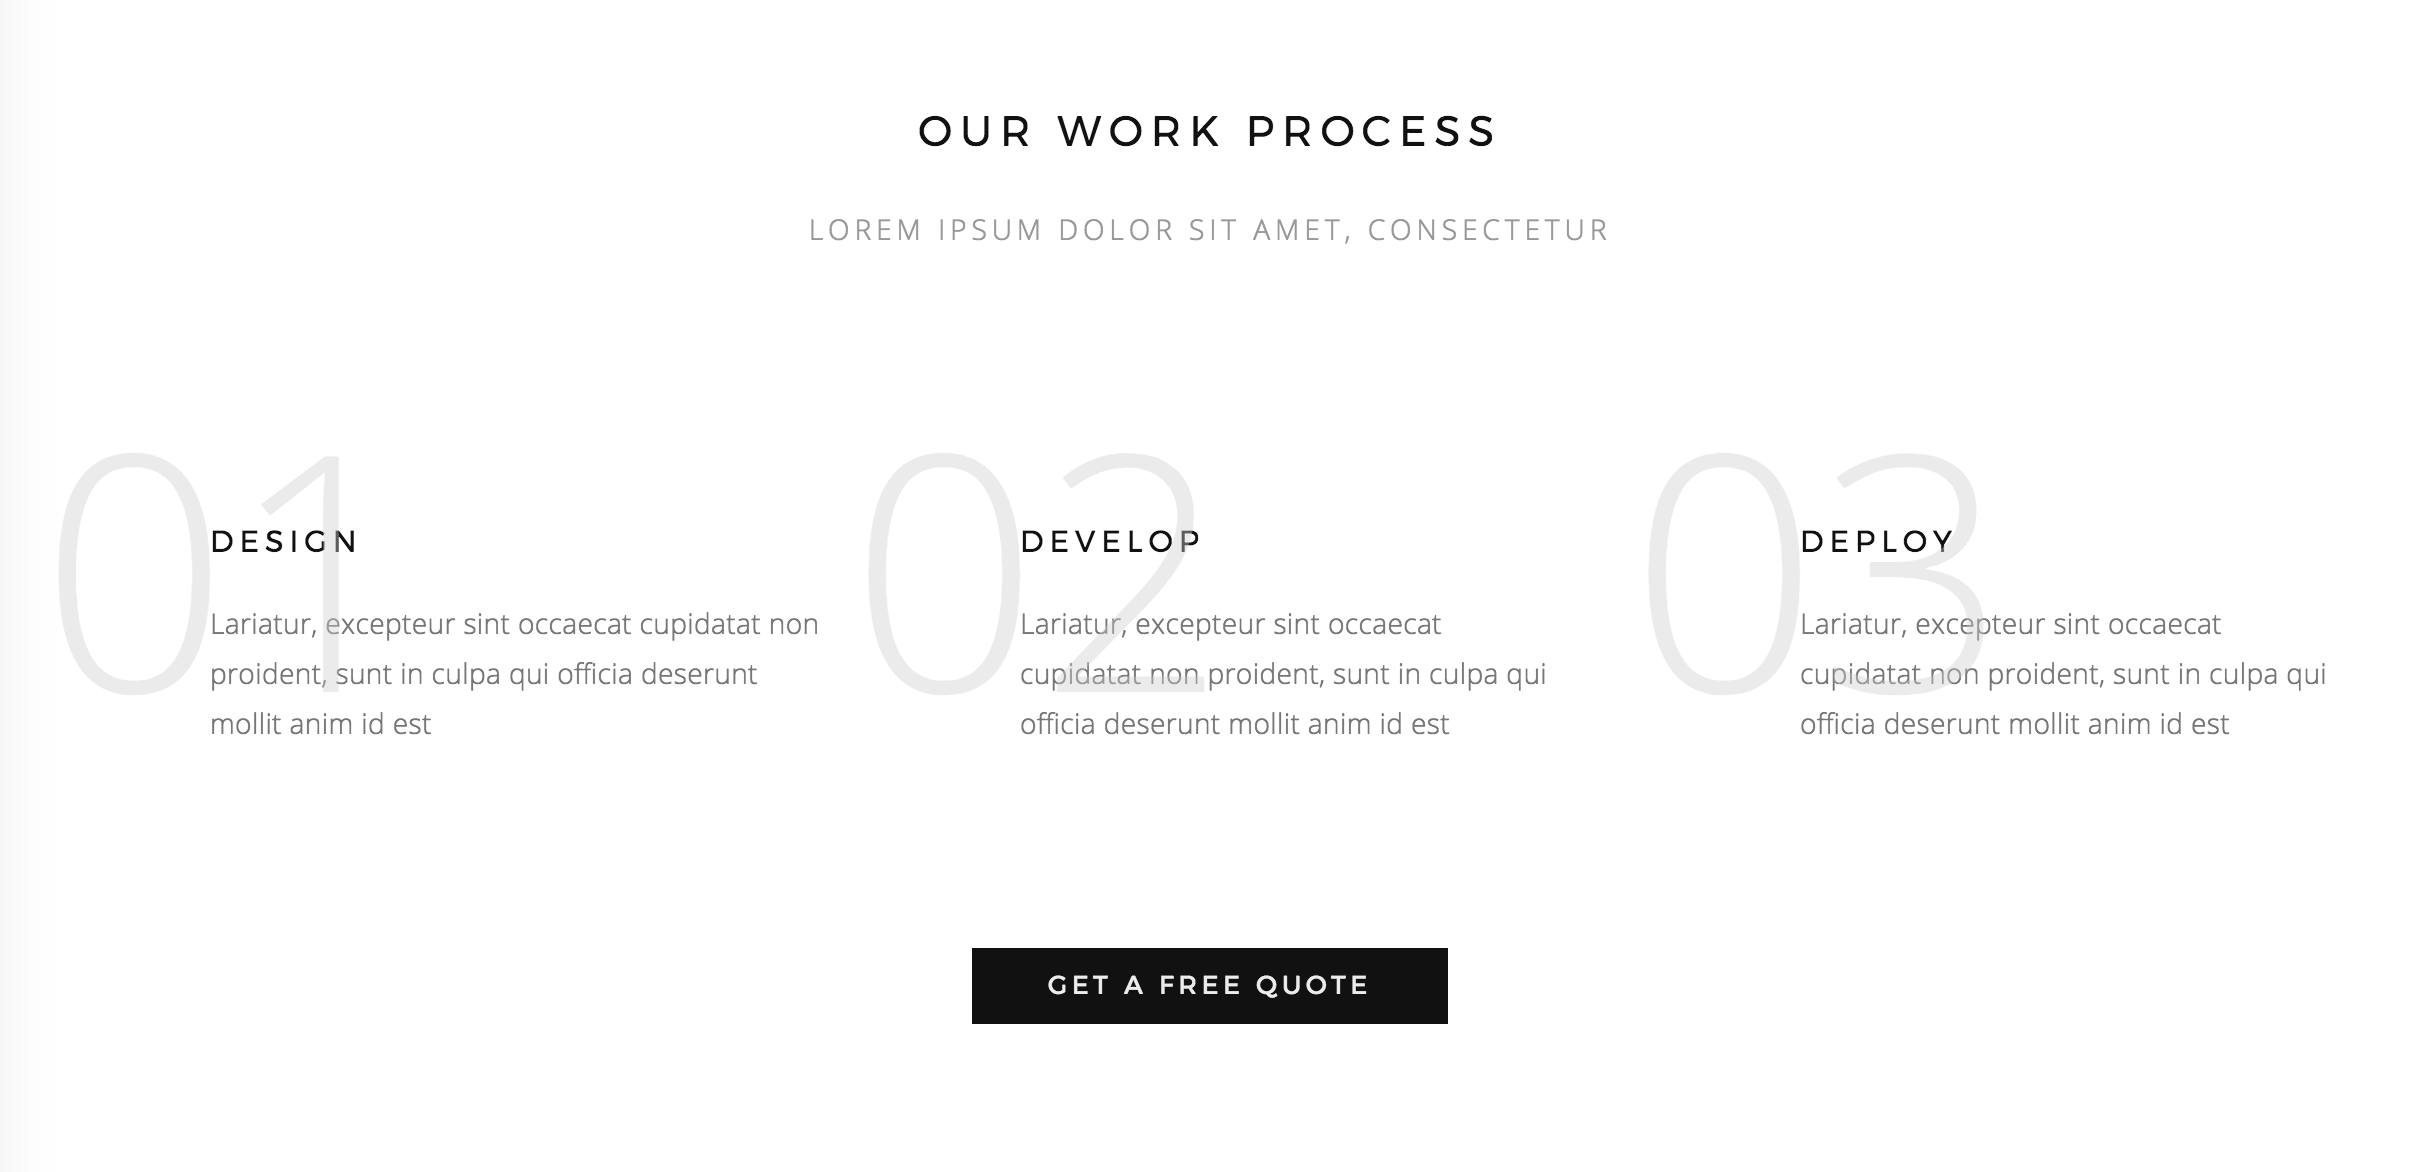 OUR WORK PROCESS
LOREM IPSUM DOLOR SIT AMET, CONSECTETUR
01
DESIGN
Lariatur, excepteur sint occaecat cupidatat non
proident, sunt in culpa qui officia deserunt
mollit anim id est
02
DEVELOP
Lariatur, excepteur sint occaecat
cupidatat non proident, sunt in culpa qui
officia deserunt mollit anim id est
03
DEPLOY
Lariatur, excepteur sint occaecat
cupidatat non proident, sunt in culpa qui
officia deserunt mollit anim id est
GET A FREE QUOTE